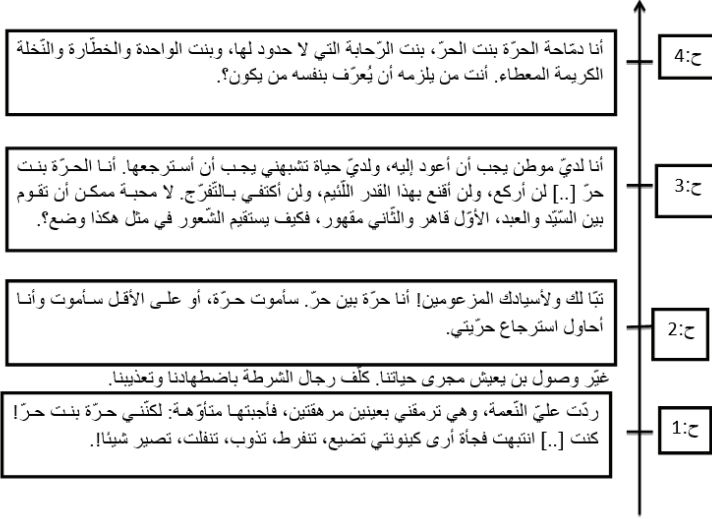 ح:4
أنا دمّاحة الحرّة بنت الحرّ، بنت الرّحابة التي لا حدود لها، وبنت الواحدة والخطّارة والنّخلة
الكريمة المعطاء. أنت من يلزمه أن يُعرّف بنفسه من يكون؟.
ح:3
أنا لديّ موطن يجب أن أعود إليه، ولديّ حياة تشبهني يجب أن أسترجعها. أنا الحرّة بنت
حرّ [..] لن أركع، ولن أقنع بهذا القدر اللّئيم، ولن أكتفي بالتّفرّج. لا محبة ممكن أن تقوم
بين السّيّد والعبد، الأوّل قاهر والثّاني مقهور، فكيف يستقيم الشّعور في مثل هكذا وضع؟.
ح:2
تبّا لك ولأسيادك المزعومين! أنا حرّة بين حرّ. سأموت حرّة، أو على الأقل سأموت وأنا
أحاول استرجاع حرّيتي.
غيّر وصول بن يعيش مجرى حياتنا. كلّف رجال الشرطة باضطهادنا وتعذيبنا.
ح:1
ردّت عليّ النّعمة، وهي ترمقني بعينين مرهقتين، فأجبتها متأوّهة: لكنّني حرّة بنت حرّ!
كنت [..] انتبهت فجأة أرى كينونتي تضيع، تنفرط، تذوب، تنفلت، تصير شيئا!.